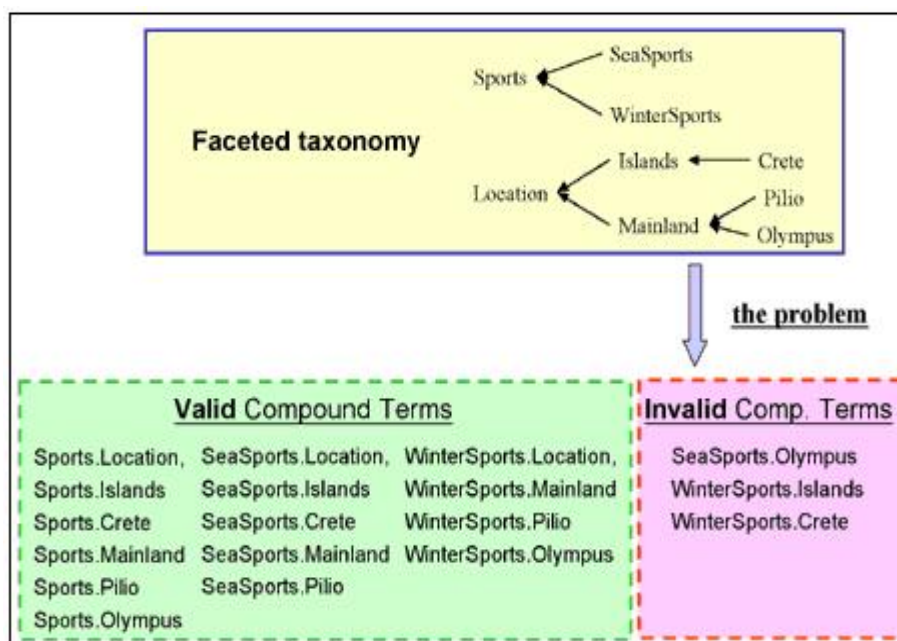 SeaSports
Sports
WinterSports
Faceted taxonomy
Islands
Crete
Location
Pilio
Mainland
Olympus
the problem
Valid Compound Terms
Sports.Location, SeaSports.Location, WinterSports.Location,
Sports.Islands SeaSports.Islands WinterSports.Mainland
Sports.Crete SeaSports.Crete WinterSports.Pilio
Sports.Mainland SeaSports.Mainland WinterSports.Olympus
Sports.Pilio SeaSports.Pilio
Sports.Olympus
Invalid Comp. Terms
SeaSports.Olympus
WinterSports.Islands
WinterSports.Crete